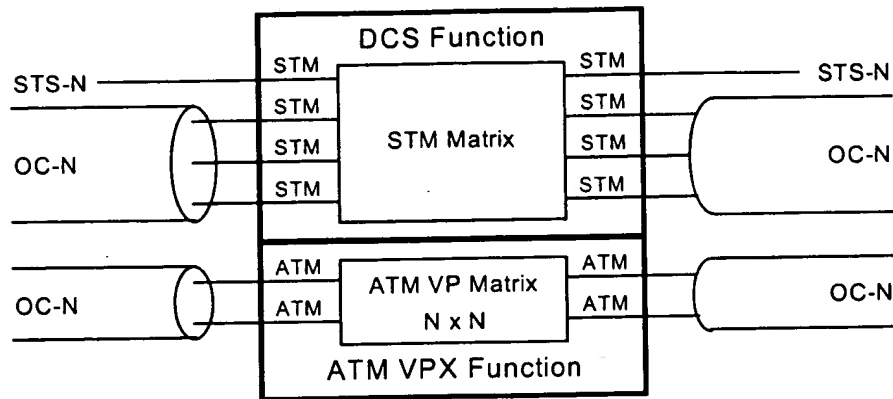 DCS Function
STS-N
STM
STM
STM
STM
STM Matrix
STM
STM
STM
STM
STS-N
OC-N
OC-N
ATM
ATM
ATM VP Matrix
N x N
ATM
ATM
OC-N
OC-N
ATM VPX Function